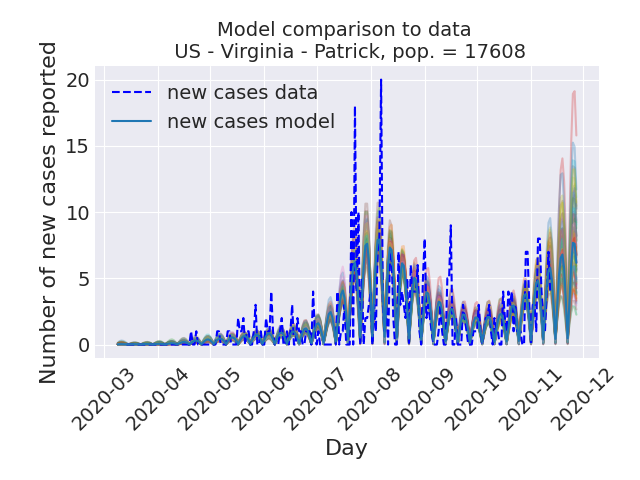 Model comparison to data
US - Virginia - Patrick, pop. = 17608
Number of new cases reported
20
15
10
5
0
new cases data
new cases model
2020-03
2020-04
2020-05
2020-06
2020-07
2020-08
2020-09
2020-10
2020-11
2020-12
Day